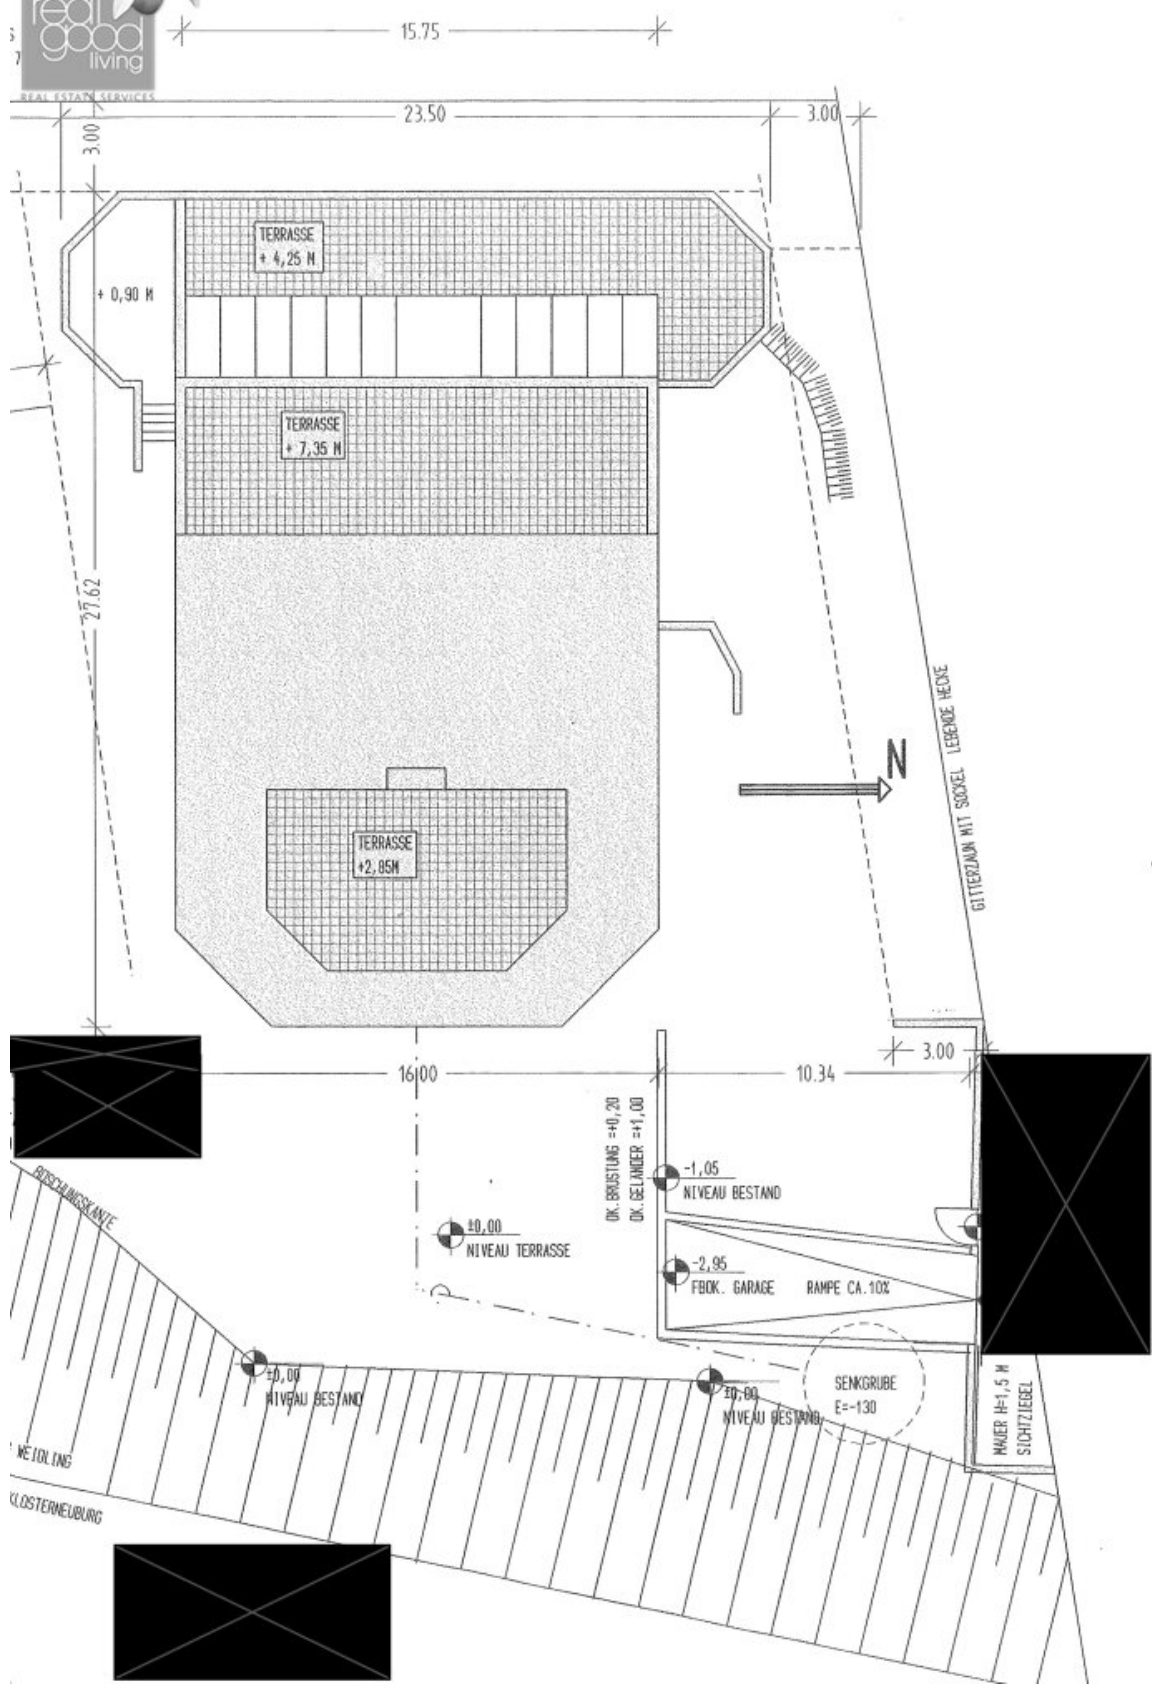 real
good
living
REAL ESTATE SERVICES
15.75
23.50
3.00
3.00
TERRASSE
+ 4,25 M
+ 0,90 M
TERRASSE
+ 7,35 M
27.62
GITTERZAUN MIT SOCKEL LEBENDE HECKE
N
TERRASSE
+2,85M
3.00
16.00
10.34
OK.BRÜSTUNG =+0,20
OK.GELÄNDER =+1,00
-1,05
NIVEAU BESTAND
BÖSCHUNGSKANTE
±0,00
NIVEAU TERRASSE
-2,95
FBOK. GARAGE
RAMPE CA.10%
±0,00
NIVEAU BESTAND
±0,00
NIVEAU BESTAND
SENKGRUBE
E=-130
MAUER H=1,5 M
SICHTZIEGEL
WEIDLING
KLOSTERNEUBURG